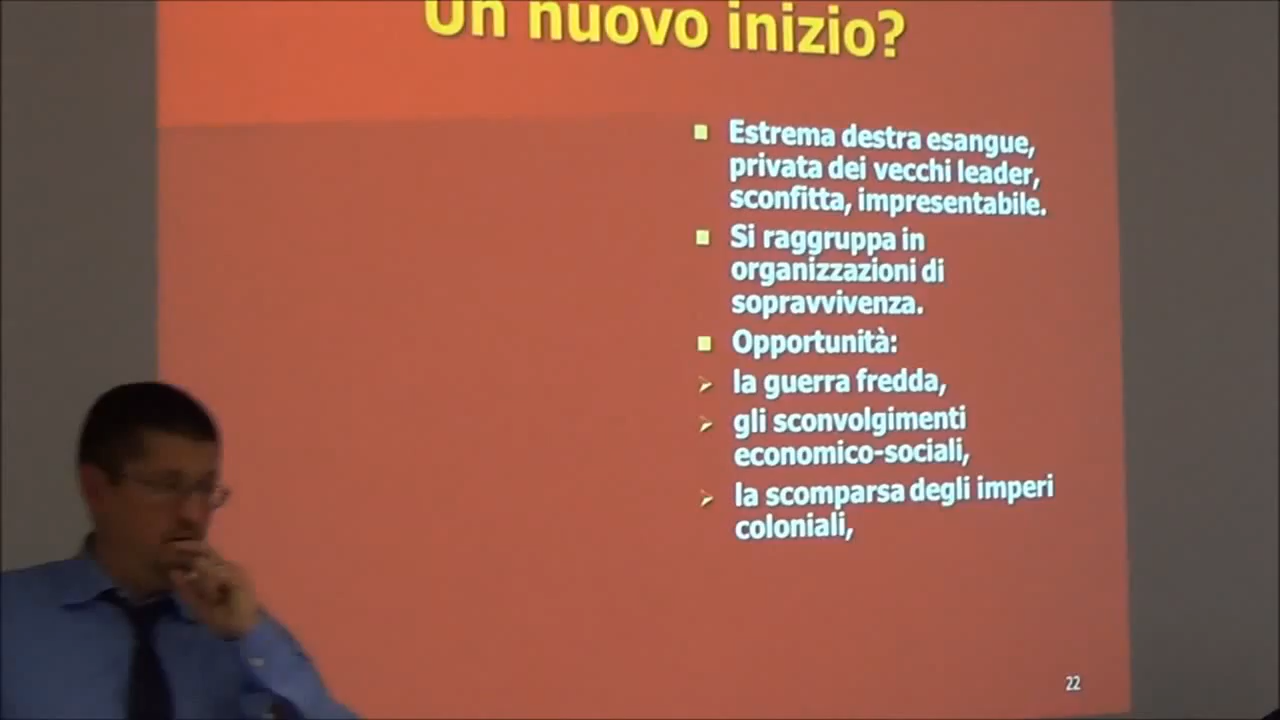 Un nuovo inizio?
Estrema destra esangue,
privata dei vecchi leader,
sconfitta, impresentabile.
Si raggruppa in
organizzazioni di
sopravvivenza.
Opportunità:
la guerra fredda,
gli sconvolgimenti
economico-sociali,
la scomparsa degli imperi
coloniali,
22